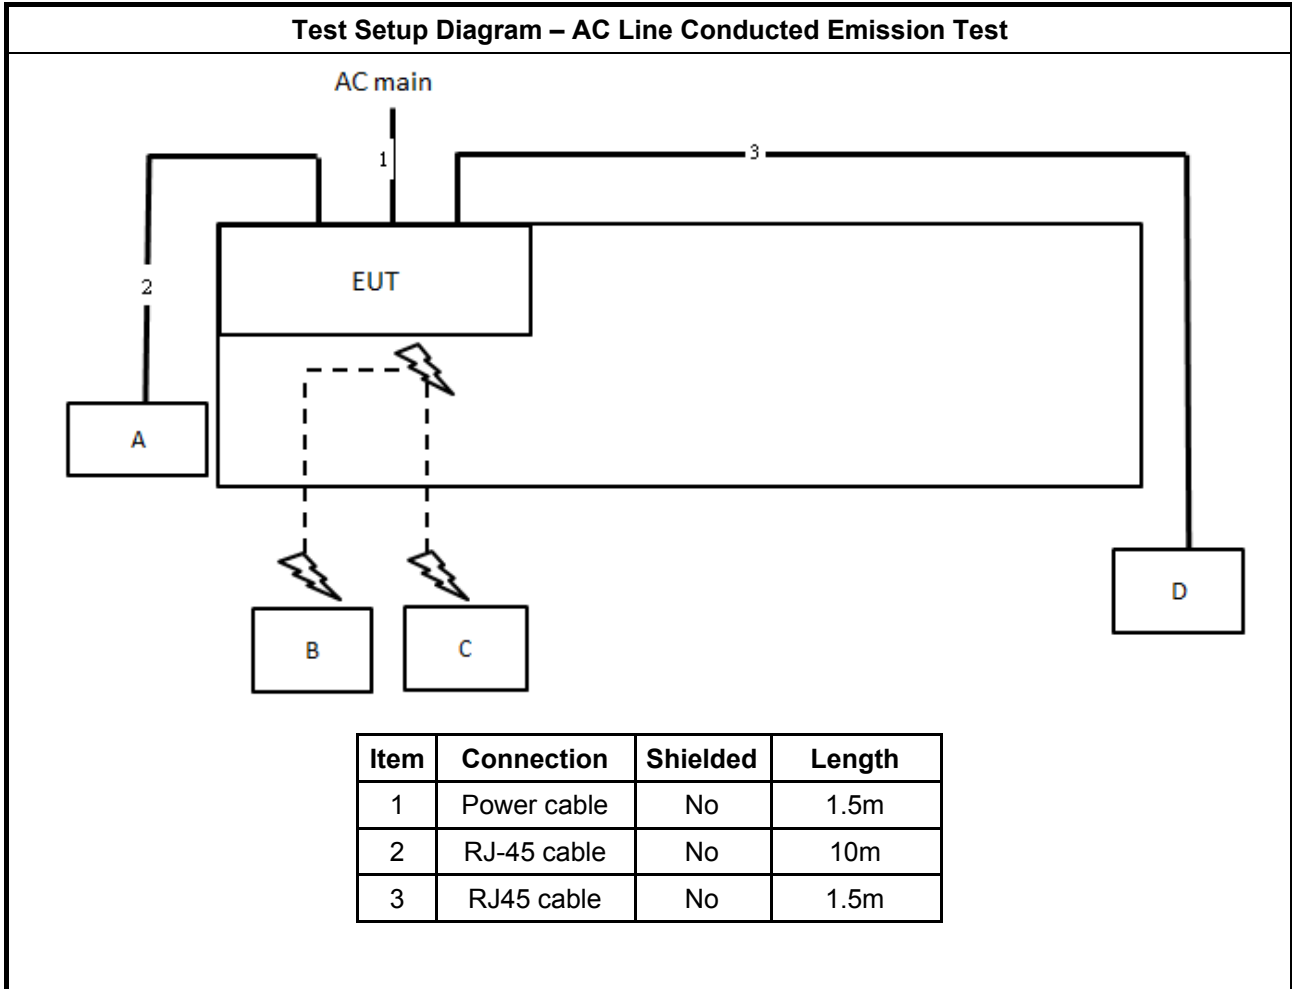 Test Setup Diagram – AC Line Conducted Emission Test
AC main
1
3
2
EUT
A
D
B
C
Item Connection Shielded Length
1 Power cable No 1.5m
2 RJ-45 cable No 10m
3 RJ45 cable No 1.5m